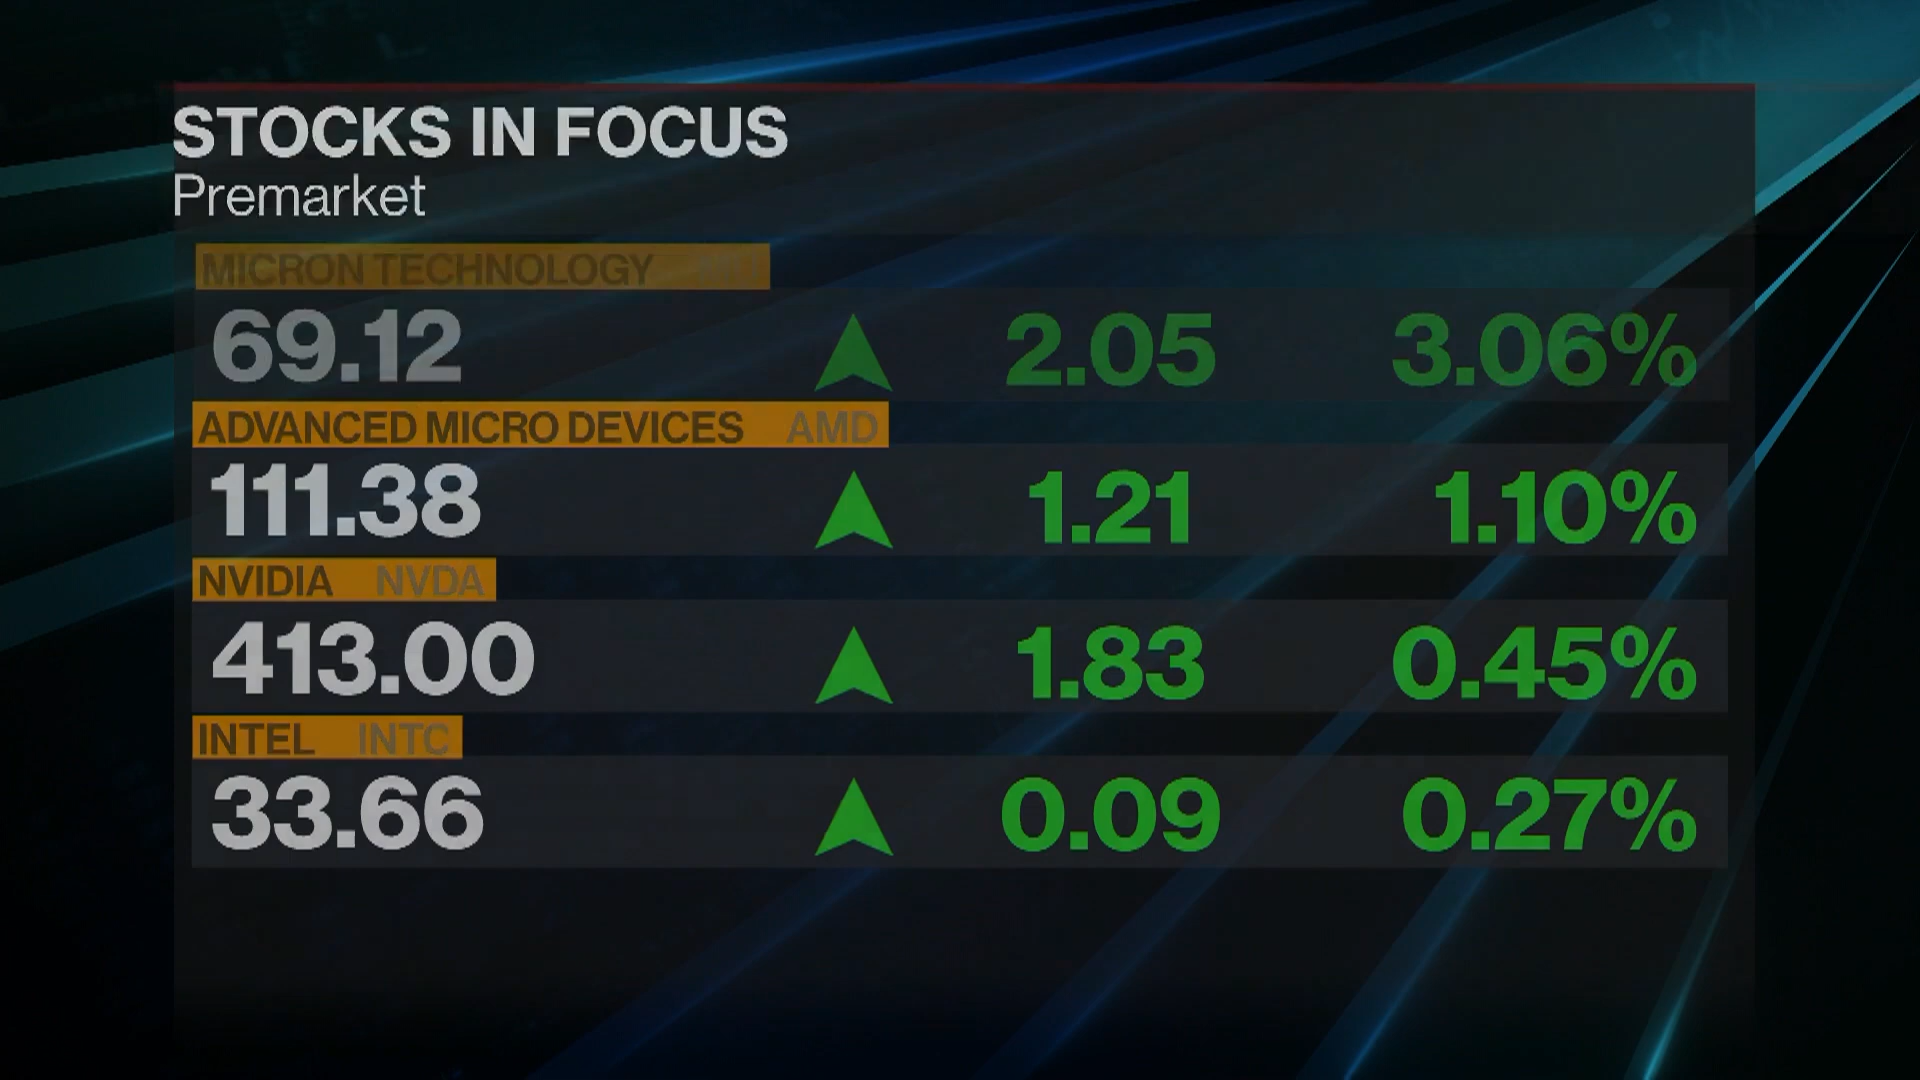 STOCKS IN FOCUS
Premarket
MICRON TECHNOLOGY MU
69.12 2.05 3.06%
ADVANCED MICRO DEVICES AMD
111.38 1.21 1.10%
NVIDIA NVDA
413.00 1.83 0.45%
INTEL INTC
33.66 0.09 0.27%